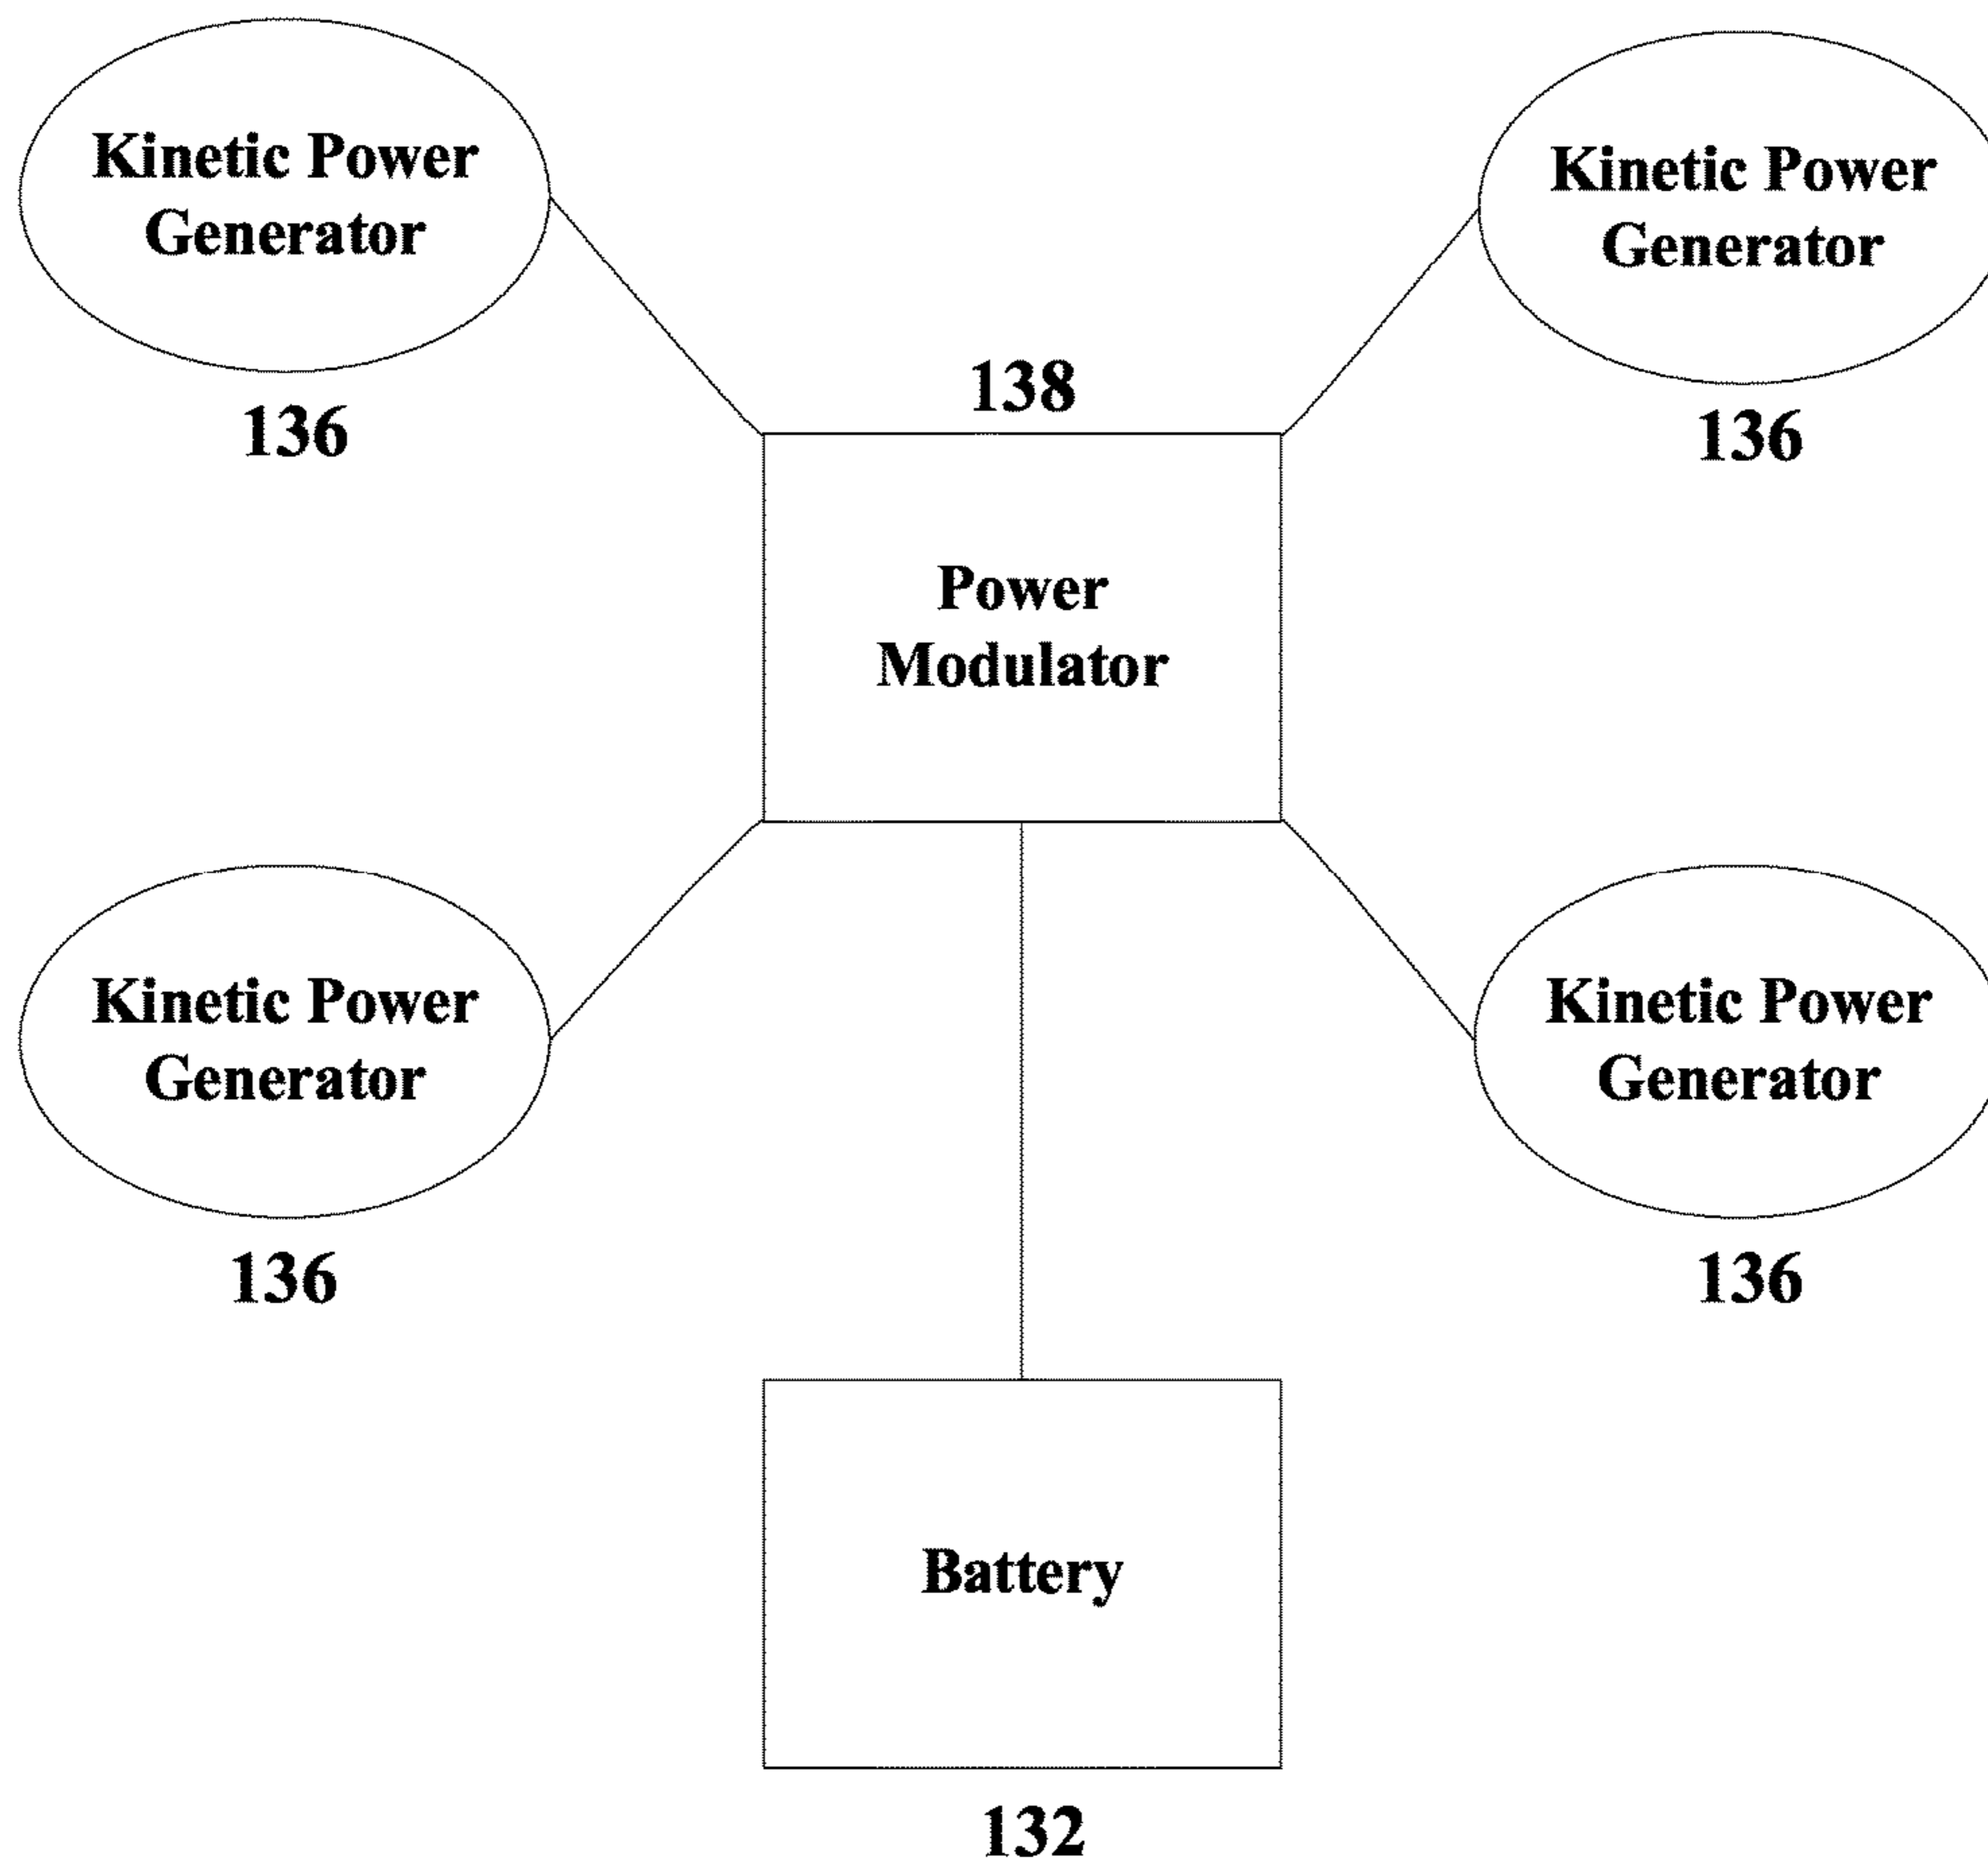 Kinetic Power
Generator
136
Kinetic Power
Generator
136
138
Power
Modulator
Kinetic Power
Generator
136
Kinetic Power
Generator
136
Battery
132